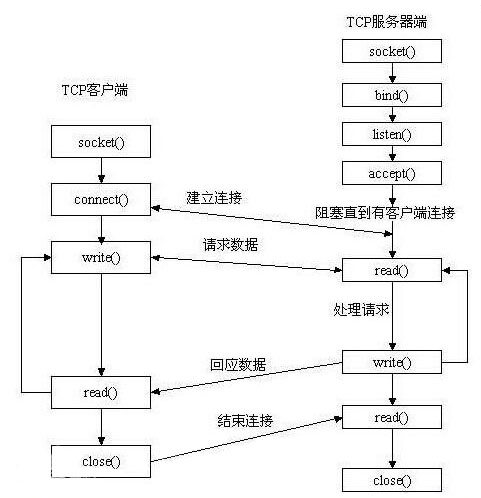 TCP服务器端
socket()
bind()
listen()
accept()
阻塞直到有客户端连接
read()
处理请求
write()
read()
close()
TCP客户端
socket()
connect()
write()
read()
close()
建立连接
请求数据
回应数据
结束连接